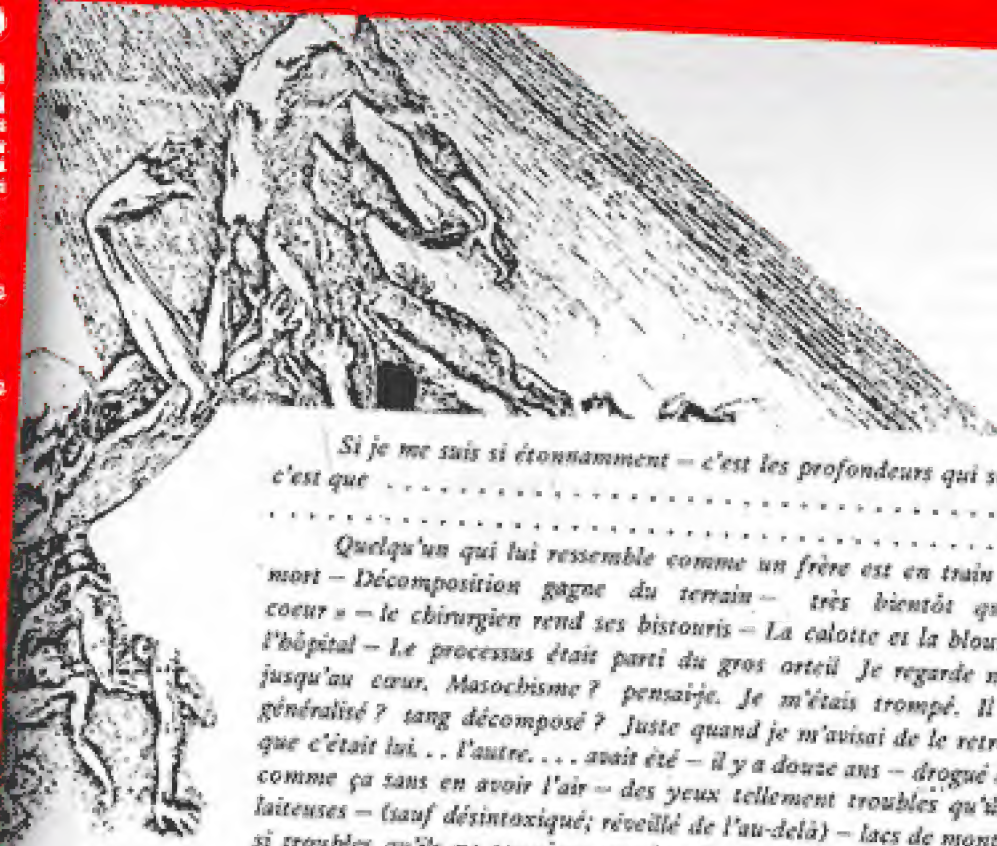 Si je me suis si étonnamment – c'est les profondeurs qui s
c'est que . . . . . . . . . . . . . . . . . . . . . . . . . . . . . . . . . . . .
. . . . . . . . . . . . . . . . . . . . . . . . . . . . . . . . . . . . . . . . . .
Quelqu'un qui lui ressemble comme un frère est en train
mort – Décomposition gagne du terrain – très bientôt qu
coeur » – le chirurgien rend ses bistouris – La calotte et la blou
l'hôpital – Le processus était parti du gros orteil Je regarde
jusqu'au cœur. Masochisme ? pensai-je. Je m'étais trompé. Il
généralisé ? sang décomposé ? Juste quand je m'avisai de le retr
que c'était lui. . . l'autre. . . . avait été – il y a douze ans – drogué
comme ça sans en avoir l'air – des yeux tellement troubles qu'
laiteuses – (sauf désintoxiqué; réveillé de l'au-delà) – lacs de mont
si troubles qu'ils